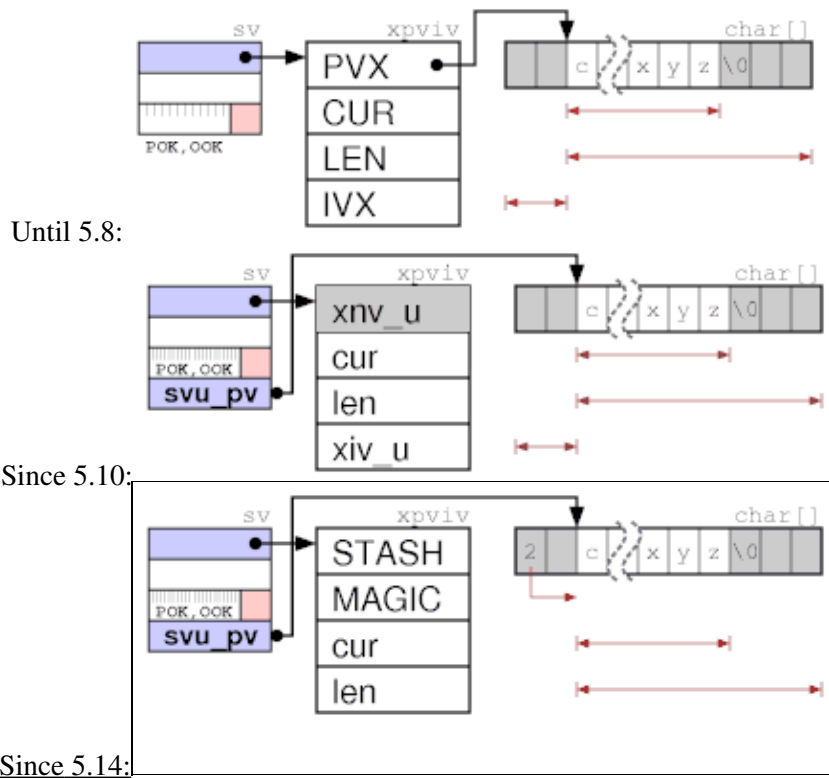 sv xpviv char[]
PVX c x y z \0
CUR
POK,OOK
LEN
IVX
Until 5.8:
sv xpviv char[]
xnv_u c x y z \0
cur
POK,OOK
svu_pv len
xiv_u
Since 5.10:
sv xpviv char[]
STASH 2 c x y z \0
MAGIC
POK,OOK
svu_pv cur
len
Since 5.14: